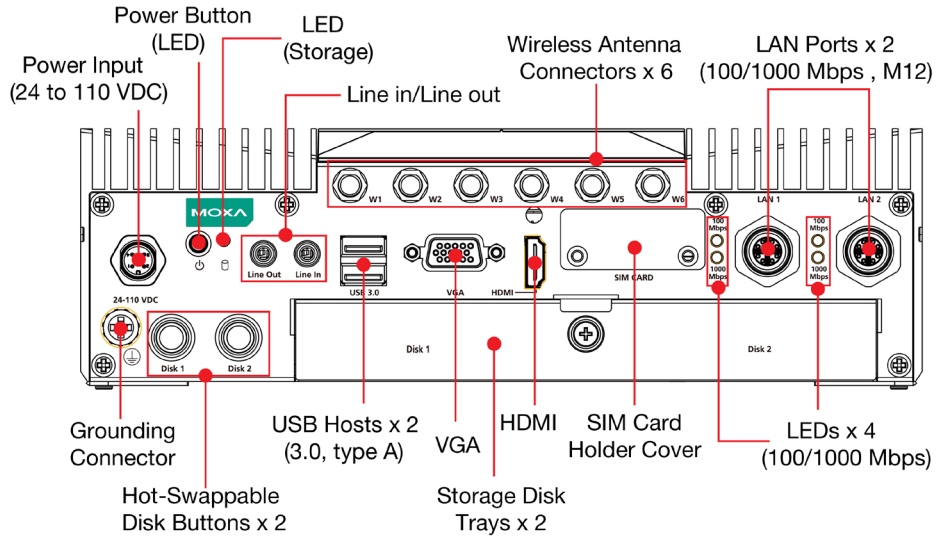 Power Button
(LED)
LED
(Storage)
Power Input
(24 to 110 VDC)
Line in/Line out
Wireless Antenna
Connectors x 6
LAN Ports x 2
(100/1000 Mbps , M12)
W1
W2
W3
W4
W5
W6
LAN 1
LAN 2
MOXA
100
Mbps
1000
Mbps
100
Mbps
1000
Mbps
Line Out
Line In
USB 3.0
VGA
HDMI
SIM CARD
24-110 VDC
Disk 1
Disk 2
Disk 1
Disk 2
Grounding
Connector
Hot-Swappable
Disk Buttons x 2
USB Hosts x 2
(3.0, type A)
VGA
Storage Disk
Trays x 2
HDMI
SIM Card
Holder Cover
LEDs x 4
(100/1000 Mbps)